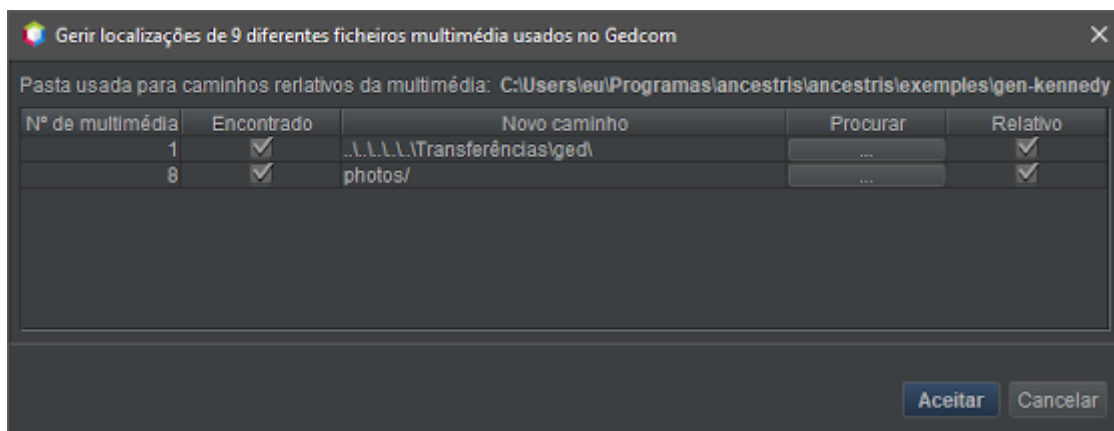 Gerir localizações de 9 diferentes ficheiros multimédia usados no Gedcom
Pasta usada para caminhos rerlativos da multimédia: C:\Users\eu\Programas\ancestris\ancestris\exemples\gen-kennedy
Nº de multimédia Encontrado Novo caminho Procurar Relativo
1 ..\..\..\..\..\Transferências\ged\ ...
8 photos/ ...
Aceitar Cancelar